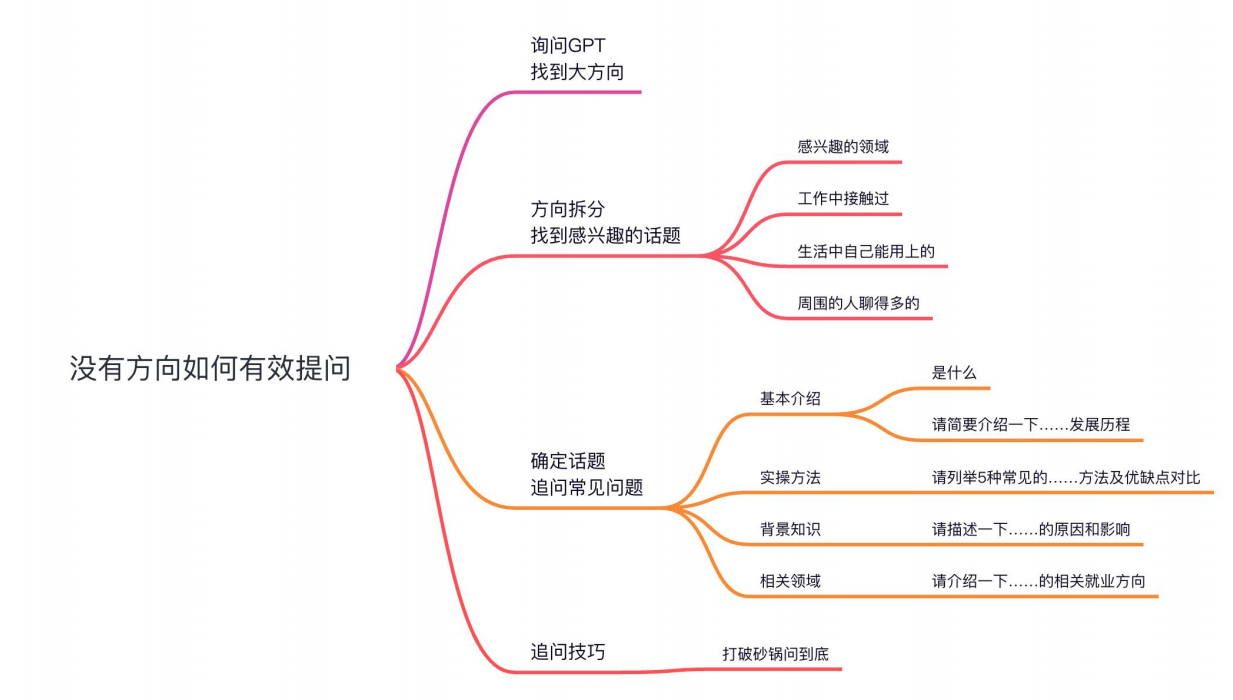 没有方向如何有效提问
询问GPT
找到大方向
方向拆分
找到感兴趣的话题
感兴趣的领域
工作中接触过
生活中自己能用上的
周围的人聊得多的
确定话题
追问常见问题
基本介绍
是什么
请简要介绍一下……发展历程
实操方法
请列举5种常见的……方法及优缺点对比
背景知识
请描述一下……的原因和影响
相关领域
请介绍一下……的相关就业方向
追问技巧
打破砂锅问到底